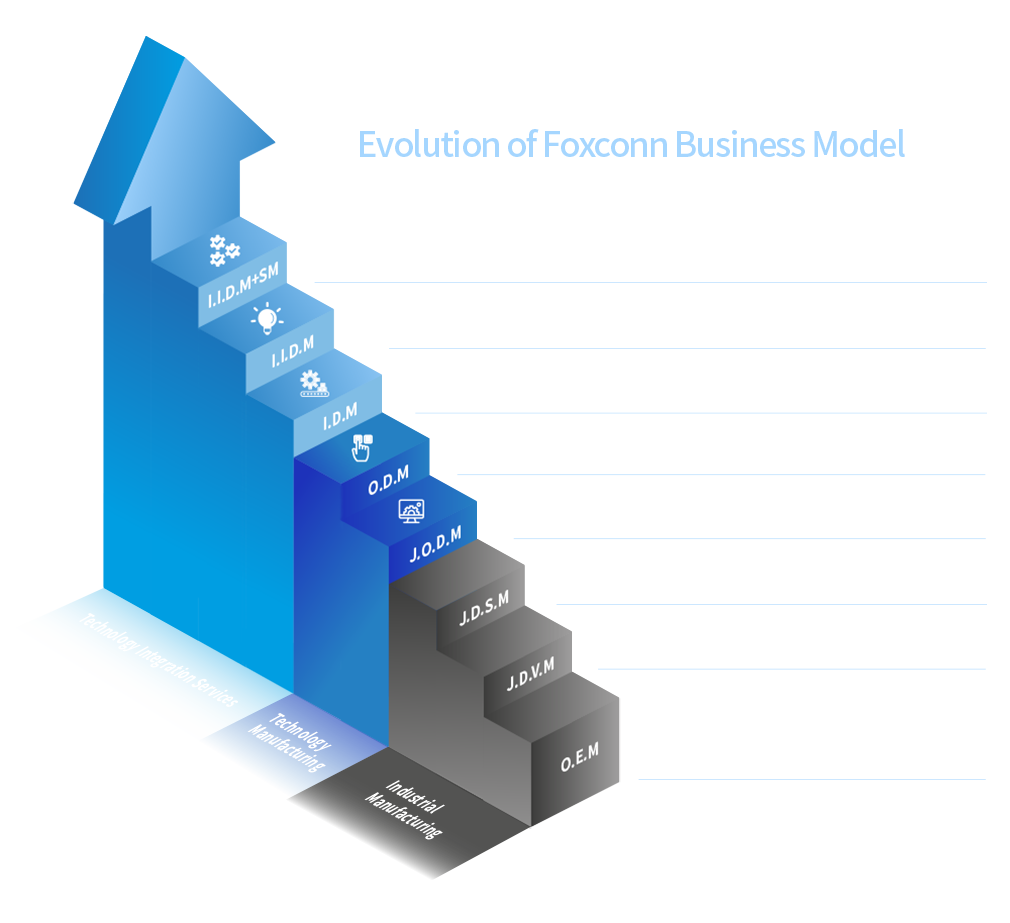 Evolution of Foxconn Business Model
I.I.D.M+SM
I.I.D.M
I.D.M
O.D.M
J.O.D.M
J.D.S.M
J.D.V.M
O.E.M
Technology Integration Services
Technology
Manufacturing
Industrial
Manufacturing